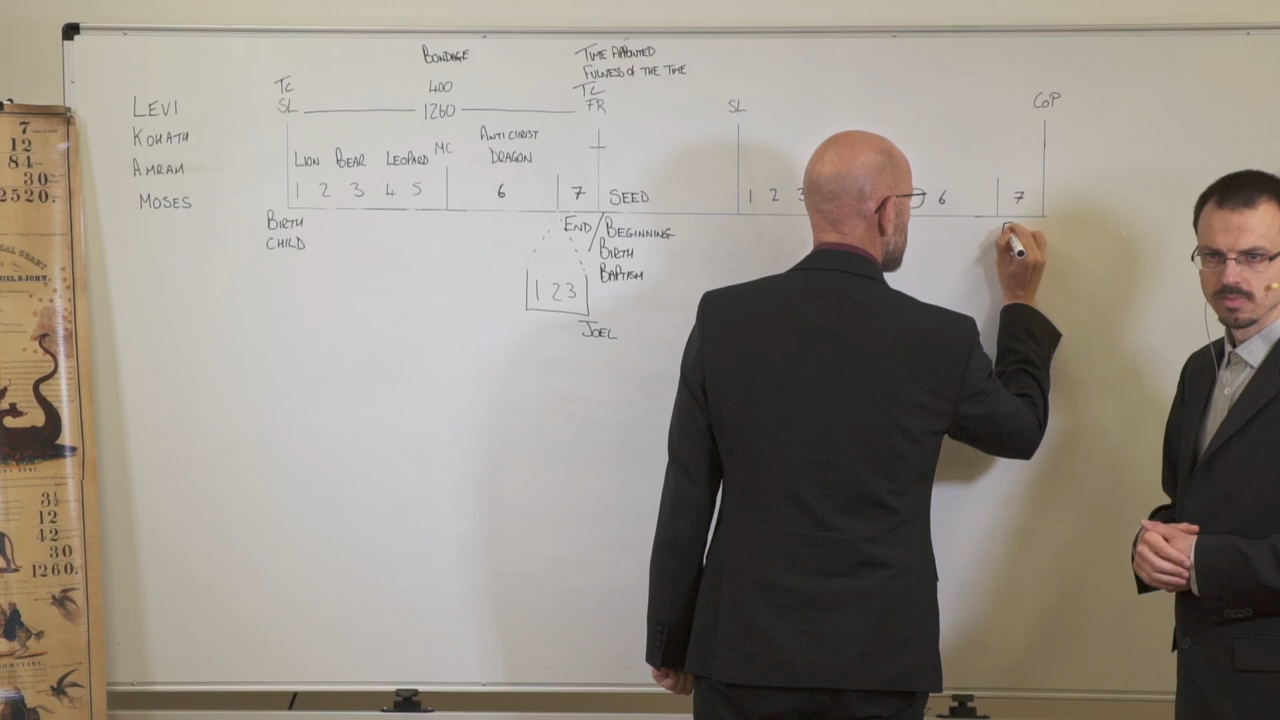 BONDAGE
TIME APPOINTED
FULNESS OF THE TIME
TC 400 TC
LEVI SL 1260 FR SL COP
KOHATH
AMRAM
MOSES
LION BEAR LEOPARD MC ANTICHRIST
DRAGON
1 2 3 4 5 6 7 SEED 1 2 3 6 7
BIRTH
CHILD
END / BEGINNING
BIRTH
BAPTISM
1 2 3
JOEL
7
12
84
30
2520.
3½
12
42
30
1260.